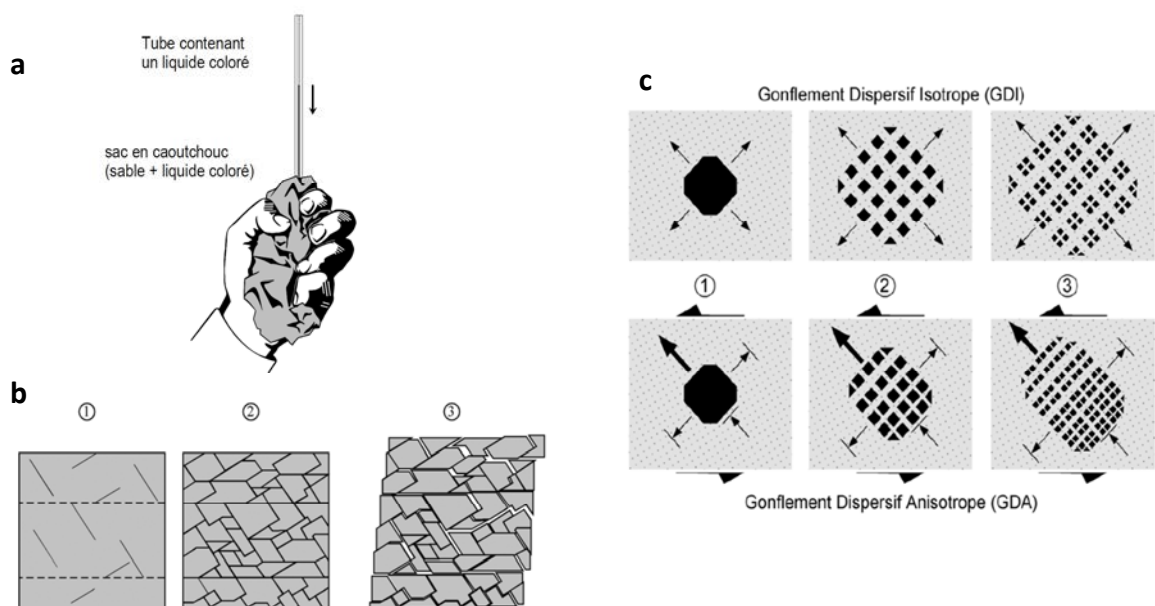 a
Tube contenant
un liquide coloré
sac en caoutchouc
(sable + liquide coloré)
b
① ② ③
c
Gonflement Dispersif Isotrope (GDI)
① ② ③
Gonflement Dispersif Anisotrope (GDA)